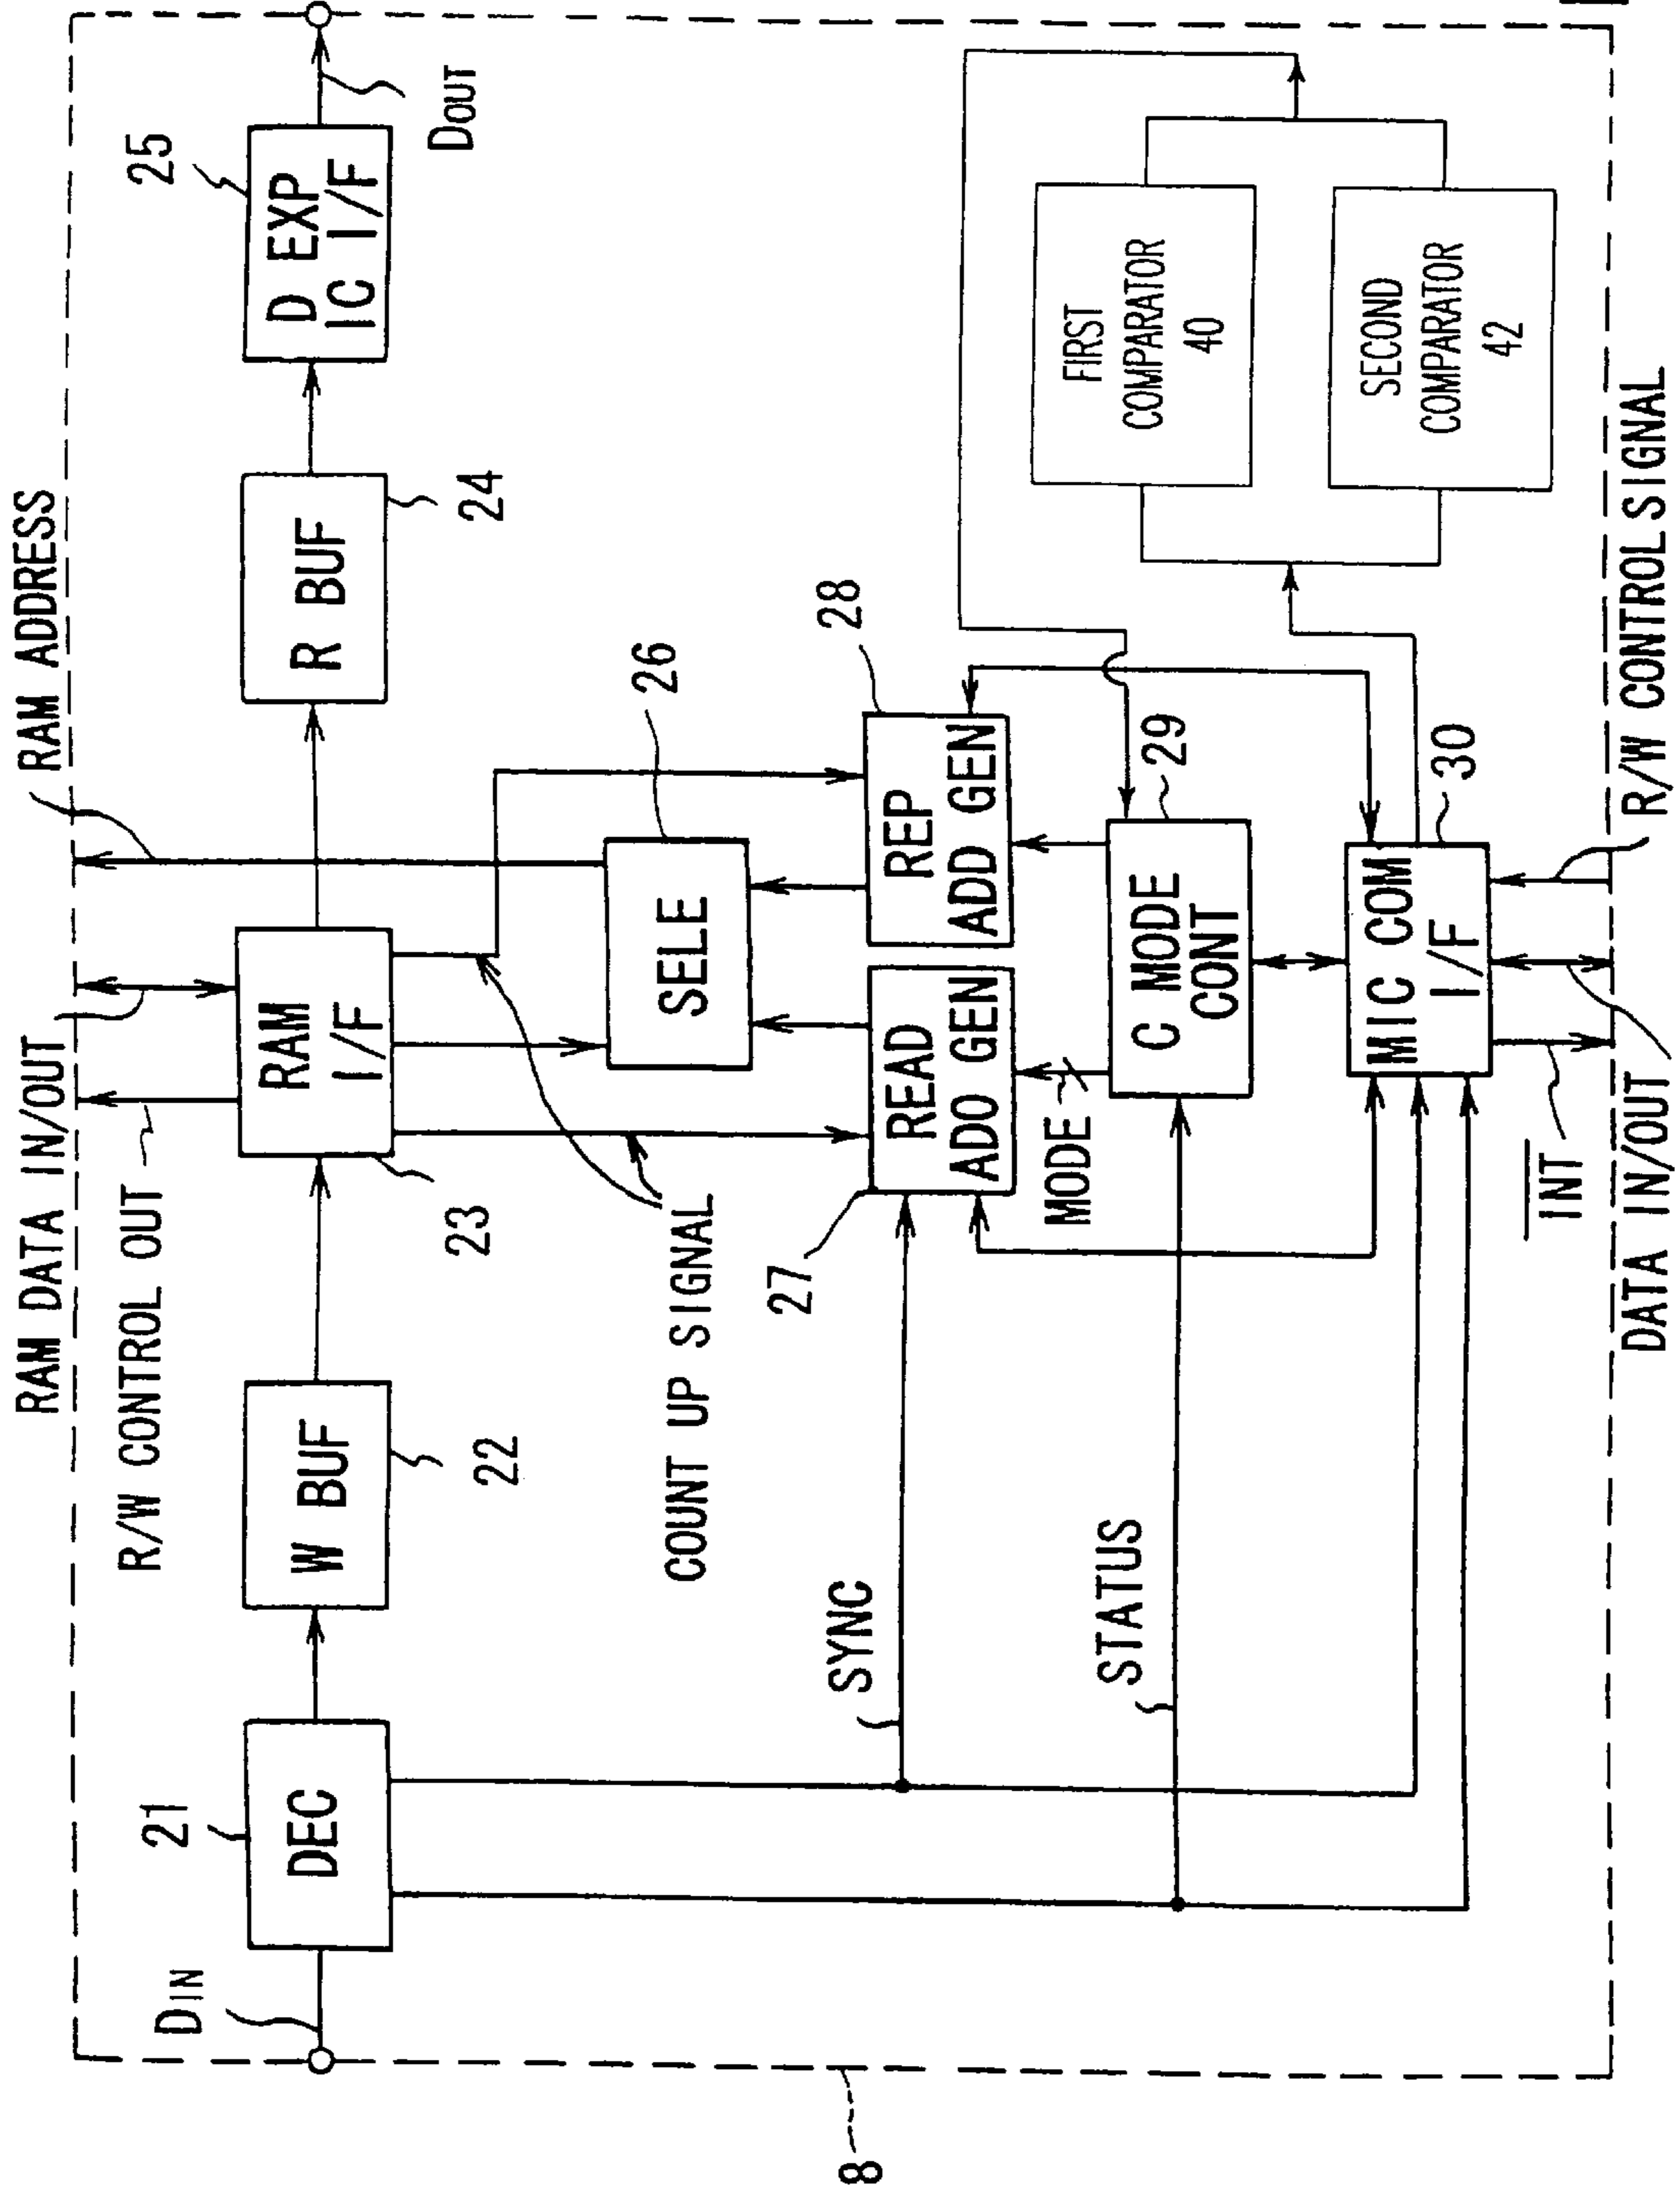 RAM ADDRESS
RAM DATA IN/OUT
R/W CONTROL OUT
DIN
21
DEC
W BUF
22
RAM
I/F
23
R BUF
24
25
D EXP
IC I/F
DOUT
COUNT UP SIGNAL
SELE
26
SYNC
27
READ
ADO GEN
REP
ADD GEN
28
MODE
STATUS
C MODE
CONT
29
FIRST
COMPARATOR
40
SECOND
COMPARATOR
42
MIC COM
I/F
30
INT
DATA IN/OUT
R/W CONTROL SIGNAL
8